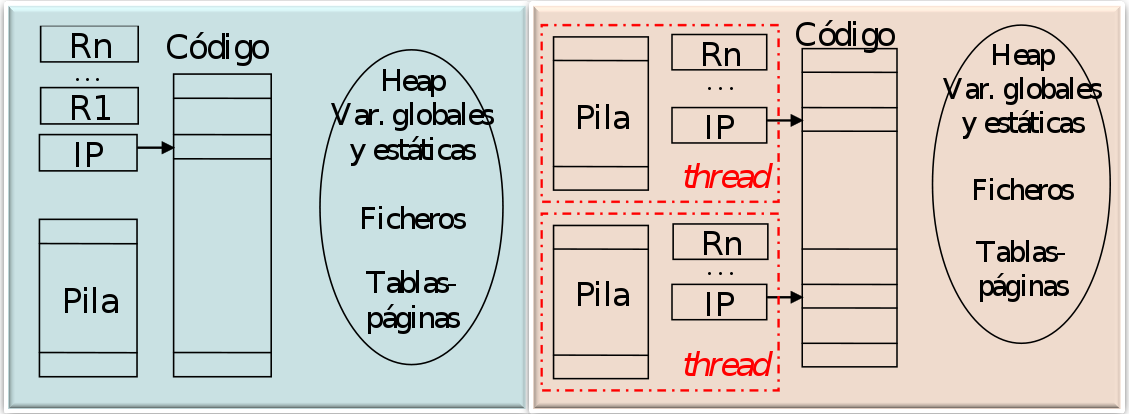 Rn
...
R1
IP
Pila
Código
Heap
Var. globales
y estáticas
Ficheros
Tablas-
páginas
Pila
Rn
...
IP
thread
Pila
Rn
...
IP
thread
Código
Heap
Var. globales
y estáticas
Ficheros
Tablas-
páginas